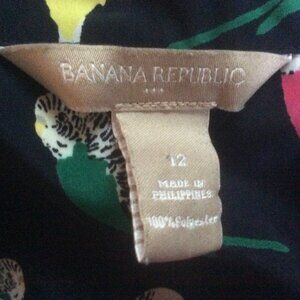 BANANA REPUBLIC
12
MADE IN
PHILIPPINES
100% Polyester